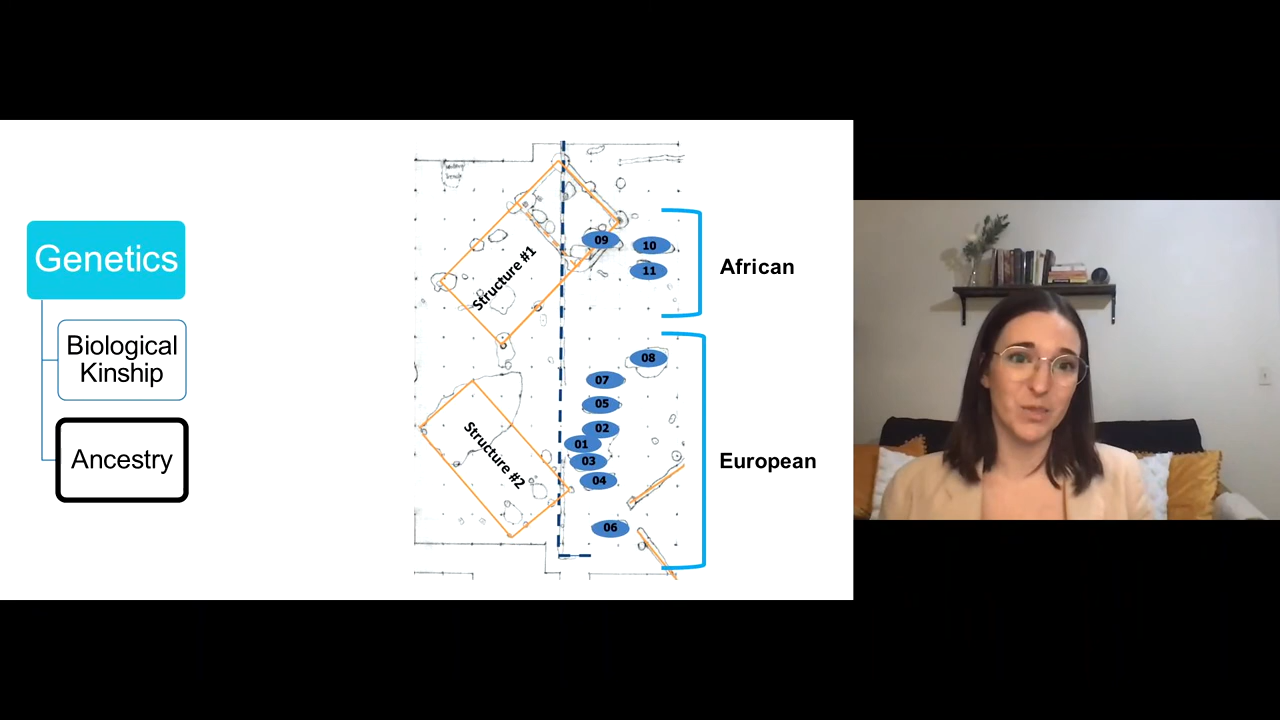 Genetics
Biological
Kinship
Ancestry
Structure #1
09
10
11
African
08
07
05
02
01
03
04
06
Structure #2
European